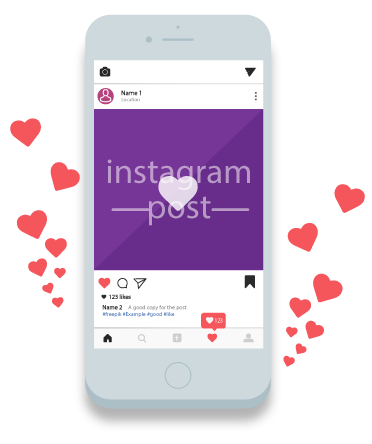 Name 1
Location
instagram
post
123 likes
Name 2 A good copy for the post
#freepik #Example #good #like
123